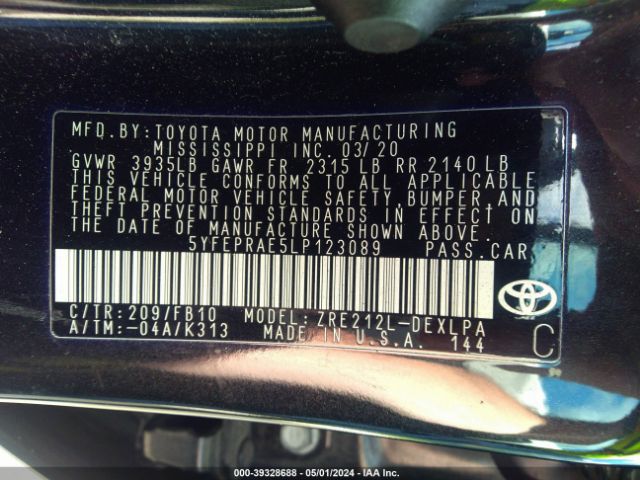 MFD. BY: TOYOTA MOTOR MANUFACTURING
MISSISSIPPI INC. 03/20
GVWR 3935LB GAWR FR 2315 LB RR 2140 LB
THIS VEHICLE CONFORMS TO ALL APPLICABLE
FEDERAL MOTOR VEHICLE SAFETY, BUMPER, AND
THEFT PREVENTION STANDARDS IN EFFECT ON
THE DATE OF MANUFACTURE SHOWN ABOVE.
5YFEPRAE5LP123089 PASS. CAR
C/TR: 209/FB10 MODEL: ZRE212L-DEXLPA
A/TM: -04A/K313 MADE IN U.S.A. 144
C
000-39328688 — 05/01/2024 — IAA Inc.